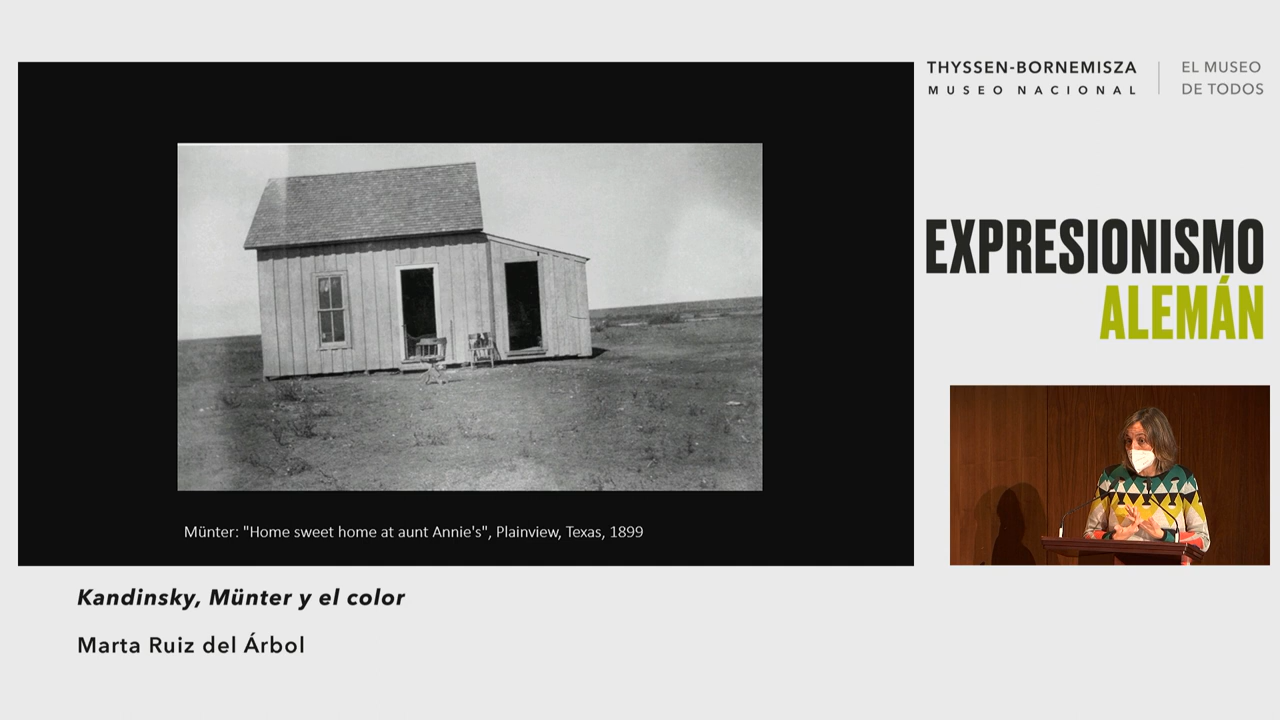 THYSSEN-BORNEMISZA
MUSEO NACIONAL
EL MUSEO
DE TODOS
EXPRESIONISMO
ALEMÁN
Münter: "Home sweet home at aunt Annie's", Plainview, Texas, 1899
Kandinsky, Münter y el color
Marta Ruiz del Árbol